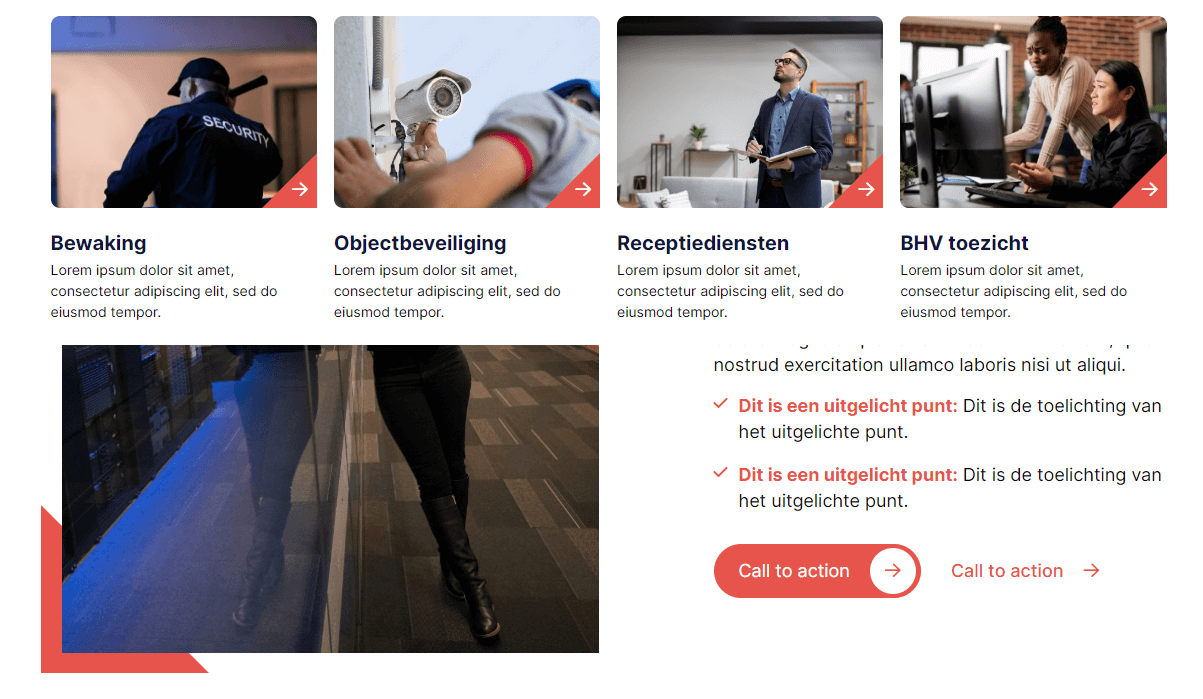 SECURITY
Bewaking
Lorem ipsum dolor sit amet,
consectetur adipiscing elit, sed do
eiusmod tempor.
Objectbeveiliging
Lorem ipsum dolor sit amet,
consectetur adipiscing elit, sed do
eiusmod tempor.
Receptiediensten
Lorem ipsum dolor sit amet,
consectetur adipiscing elit, sed do
eiusmod tempor.
BHV toezicht
Lorem ipsum dolor sit amet,
consectetur adipiscing elit, sed do
eiusmod tempor.
nostrud exercitation ullamco laboris nisi ut aliqui.
Dit is een uitgelicht punt: Dit is de toelichting van
het uitgelichte punt.
Dit is een uitgelicht punt: Dit is de toelichting van
het uitgelichte punt.
Call to action
Call to action